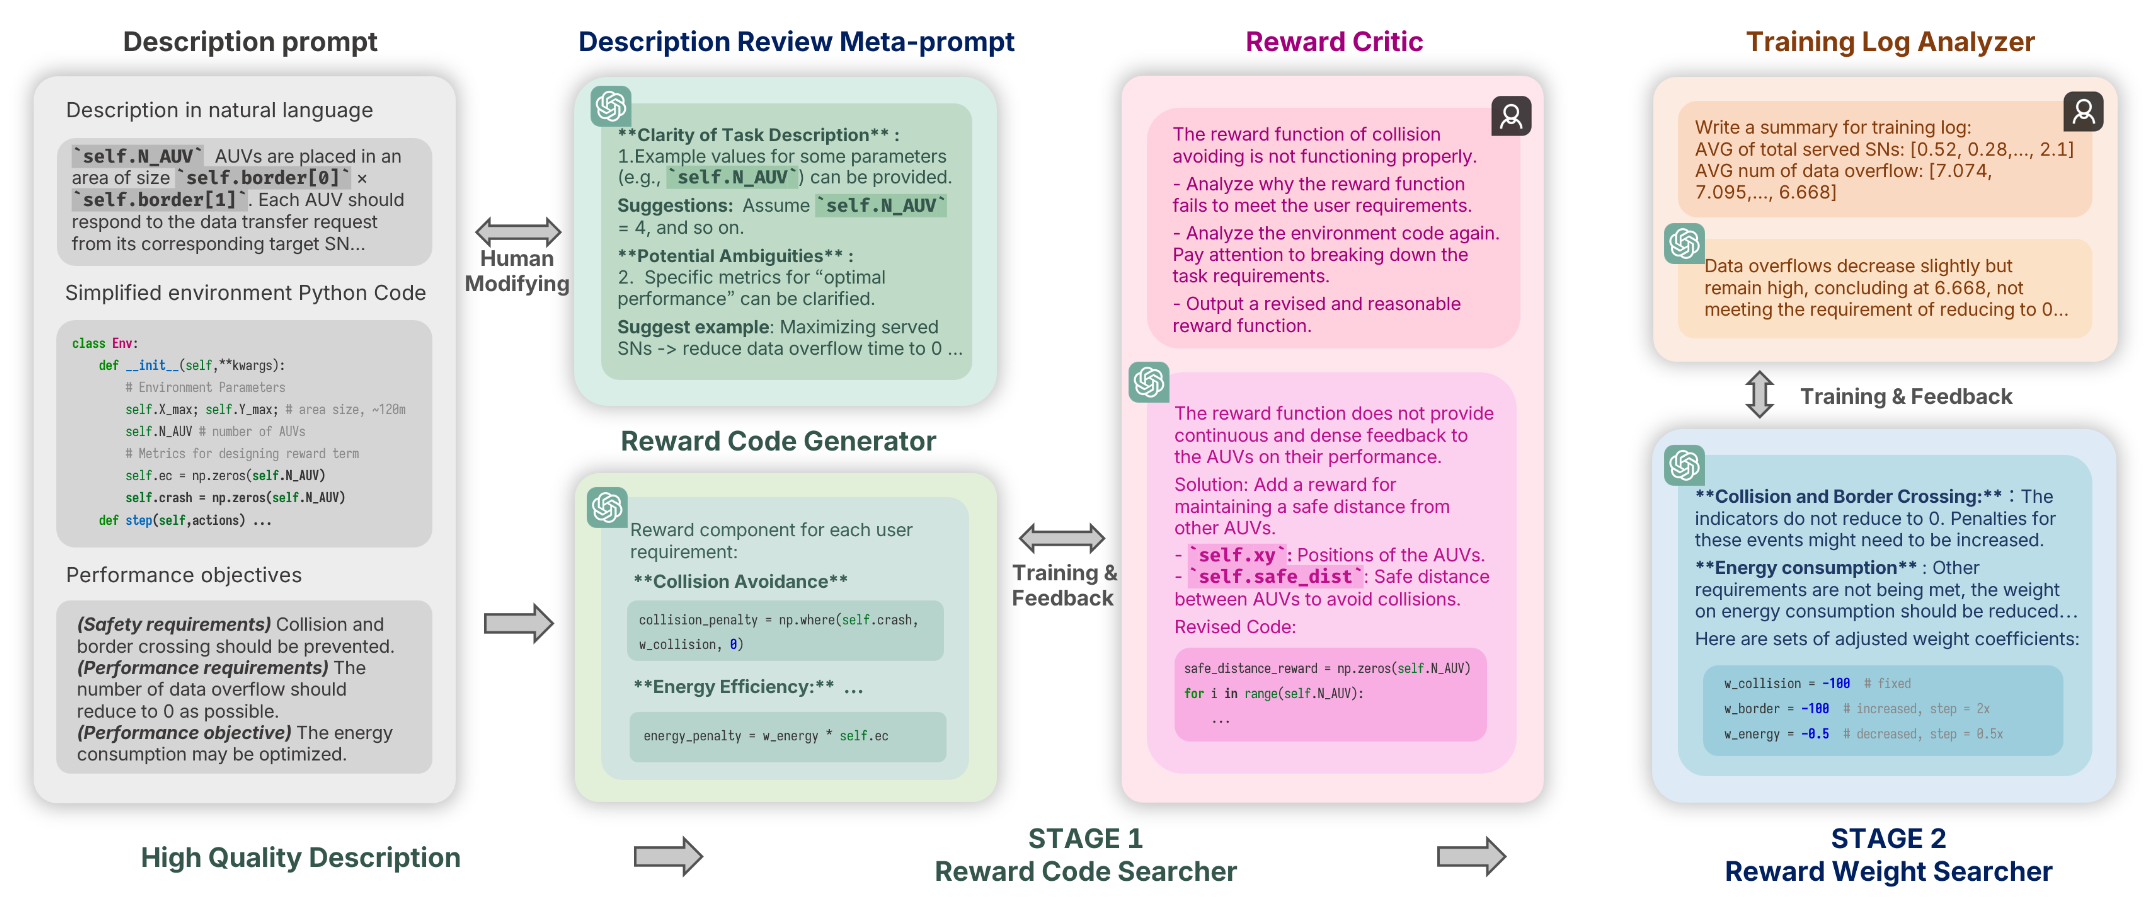 Description prompt
Description in natural language
`self.N_AUV` AUVs are placed in an
area of size `self.border[0]` ×
`self.border[1]`. Each AUV should
respond to the data transfer request
from its corresponding target SN...
Simplified environment Python Code
class Env:
def __init__(self,**kwargs):
# Environment Parameters
self.X_max; self.Y_max; # area size, ~120m
self.N_AUV # number of AUVs
# Metrics for designing reward term
self.ec = np.zeros(self.N_AUV)
self.crash = np.zeros(self.N_AUV)
def step(self,actions) ...
Performance objectives
(Safety requirements) Collision and
border crossing should be prevented.
(Performance requirements) The
number of data overflow should
reduce to 0 as possible.
(Performance objective) The energy
consumption may be optimized.
Human
Modifying
Description Review Meta-prompt
**Clarity of Task Description** :
1.Example values for some parameters
(e.g., `self.N_AUV`) can be provided.
Suggestions: Assume `self.N_AUV`
= 4, and so on.
**Potential Ambiguities** :
2. Specific metrics for “optimal
performance” can be clarified.
Suggest example: Maximizing served
SNs -> reduce data overflow time to 0 ...
Reward Code Generator
Reward component for each user
requirement:
**Collision Avoidance**
collision_penalty = np.where(self.crash,
w_collision, 0)
**Energy Efficiency:** ...
energy_penalty = w_energy * self.ec
Training &
Feedback
Reward Critic
The reward function of collision
avoiding is not functioning properly.
- Analyze why the reward function
fails to meet the user requirements.
- Analyze the environment code again.
Pay attention to breaking down the
task requirements.
- Output a revised and reasonable
reward function.
The reward function does not provide
continuous and dense feedback to
the AUVs on their performance.
Solution: Add a reward for
maintaining a safe distance from
other AUVs.
- `self.xy`: Positions of the AUVs.
- `self.safe_dist`: Safe distance
between AUVs to avoid collisions.
Revised Code:
safe_distance_reward = np.zeros(self.N_AUV)
for i in range(self.N_AUV):
...
Training Log Analyzer
Write a summary for training log:
AVG of total served SNs: [0.52, 0.28,..., 2.1]
AVG num of data overflow: [7.074,
7.095,..., 6.668]
Data overflows decrease slightly but
remain high, concluding at 6.668, not
meeting the requirement of reducing to 0...
Training & Feedback
**Collision and Border Crossing:** : The
indicators do not reduce to 0. Penalties for
these events might need to be increased.
**Energy consumption** : Other
requirements are not being met, the weight
on energy consumption should be reduced...
Here are sets of adjusted weight coefficients:
w_collision = -100 # fixed
w_border = -100 # increased, step = 2x
w_energy = -0.5 # decreased, step = 0.5x
High Quality Description
STAGE 1
Reward Code Searcher
STAGE 2
Reward Weight Searcher